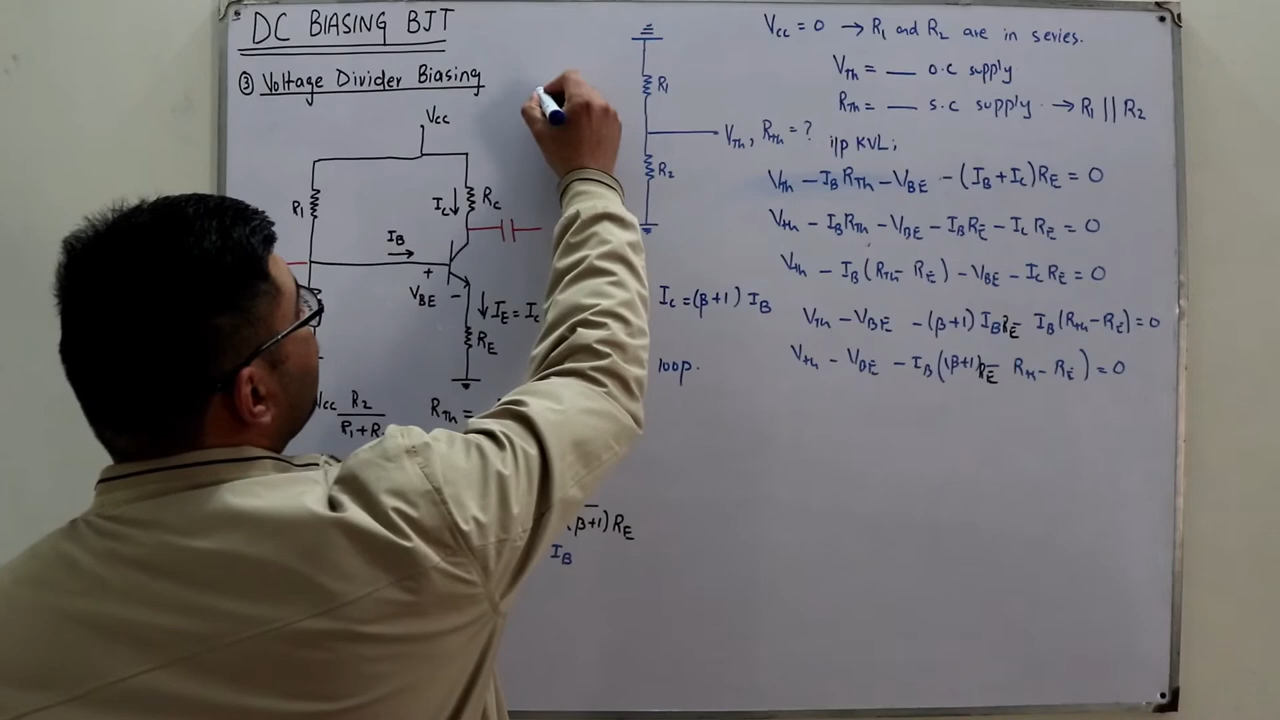 DC BIASING BJT
③ Voltage Divider Biasing
Vcc
R1
Ic ↓
Rc
IB
→
+
VBE
-
↓ IE = Ic
RE
Vcc R2 / R1+R
RTh =
(β+1) RE
IB
R1
VTh, RTh = ?
R2
Ic = (β+1) IB
loop.
Vcc = 0 → R1 and R2 are in series.
VTh = __ o.c supply
RTh = __ s.c supply → R1 || R2
i/p KVL;
VTh - IB RTh - VBE - (IB + Ic) RE = 0
VTh - IB RTh - VBE - IB RE - Ic RE = 0
Vth - IB (RTh - RE) - VBE - Ic RE = 0
VTh - VBE - (β+1) IB RE IB (RTh - RE) = 0
Vth - VBE - IB ((β+1) RE RTh - RE) = 0